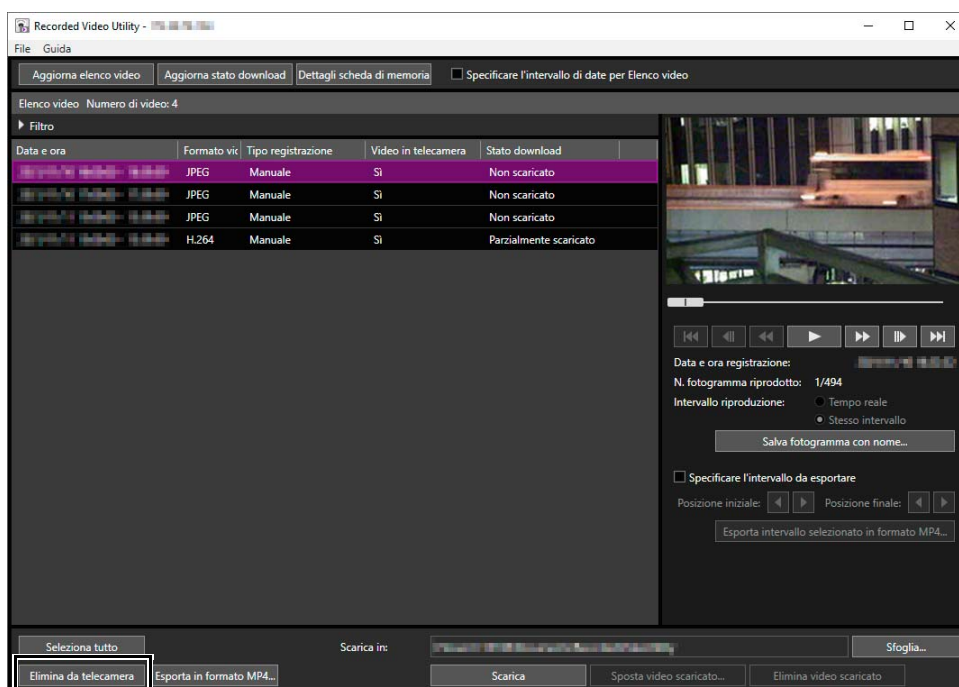 Recorded Video Utility -
File Guida
Aggiorna elenco video Aggiorna stato download Dettagli scheda di memoria Specificare l'intervallo di date per Elenco video
Elenco video Numero di video: 4
Filtro
Data e ora Formato vic Tipo registrazione Video in telecamera Stato download
JPEG Manuale Sì Non scaricato
JPEG Manuale Sì Non scaricato
JPEG Manuale Sì Non scaricato
H.264 Manuale Sì Parzialmente scaricato
Data e ora registrazione:
N. fotogramma riprodotto: 1/494
Intervallo riproduzione: Tempo reale
Stesso intervallo
Salva fotogramma con nome...
Specificare l'intervallo da esportare
Posizione iniziale: Posizione finale:
Esporta intervallo selezionato in formato MP4...
Seleziona tutto Scarica in: Sfoglia...
Elimina da telecamera Esporta in formato MP4... Scarica Sposta video scaricato... Elimina video scaricato